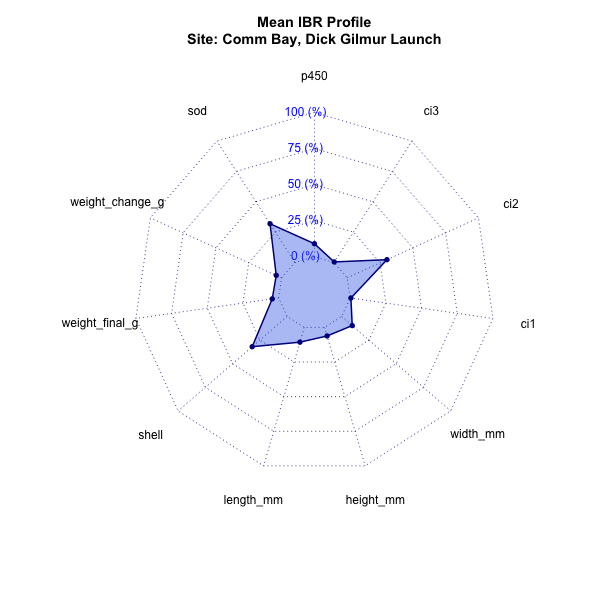 Mean IBR Profile
Site: Comm Bay, Dick Gilmur Launch
p450
sod
ci3
100 (%)
75 (%)
weight_change_g
50 (%)
ci2
25 (%)
0 (%)
weight_final_g
ci1
shell
width_mm
length_mm
height_mm